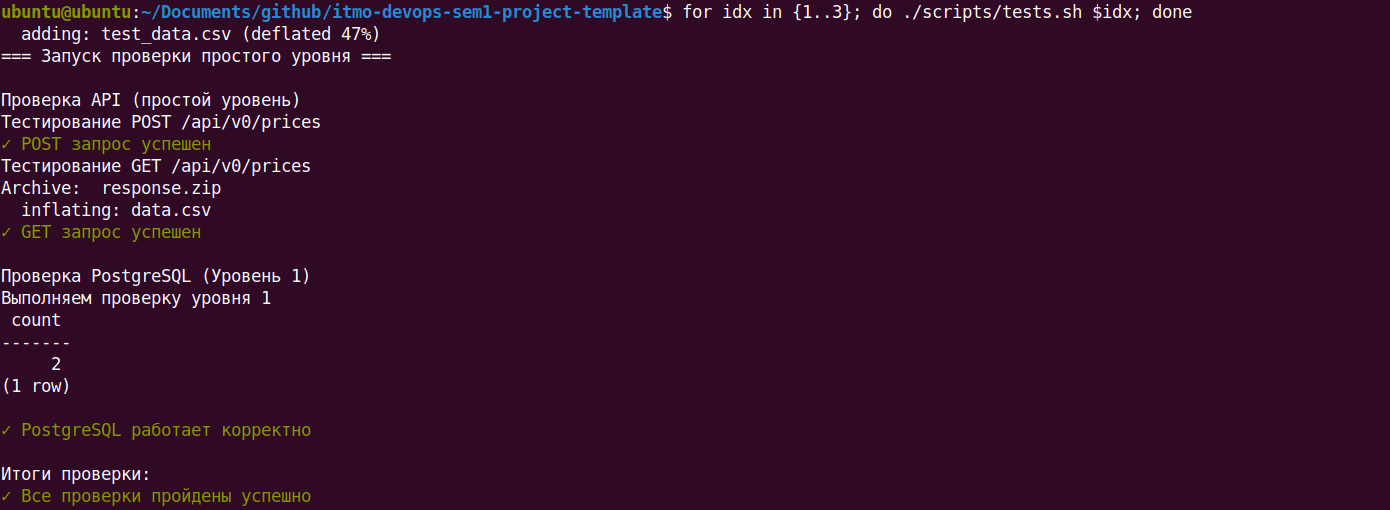 ubuntu@ubuntu:~/Documents/github/itmo-devops-sem1-project-template$ for idx in {1..3}; do ./scripts/tests.sh $idx; done
  adding: test_data.csv (deflated 47%)
=== Запуск проверки простого уровня ===

Проверка API (простой уровень)
Тестирование POST /api/v0/prices
✓ POST запрос успешен
Тестирование GET /api/v0/prices
Archive:  response.zip
  inflating: data.csv
✓ GET запрос успешен

Проверка PostgreSQL (Уровень 1)
Выполняем проверку уровня 1
 count
-------
     2
(1 row)

✓ PostgreSQL работает корректно

Итоги проверки:
✓ Все проверки пройдены успешно